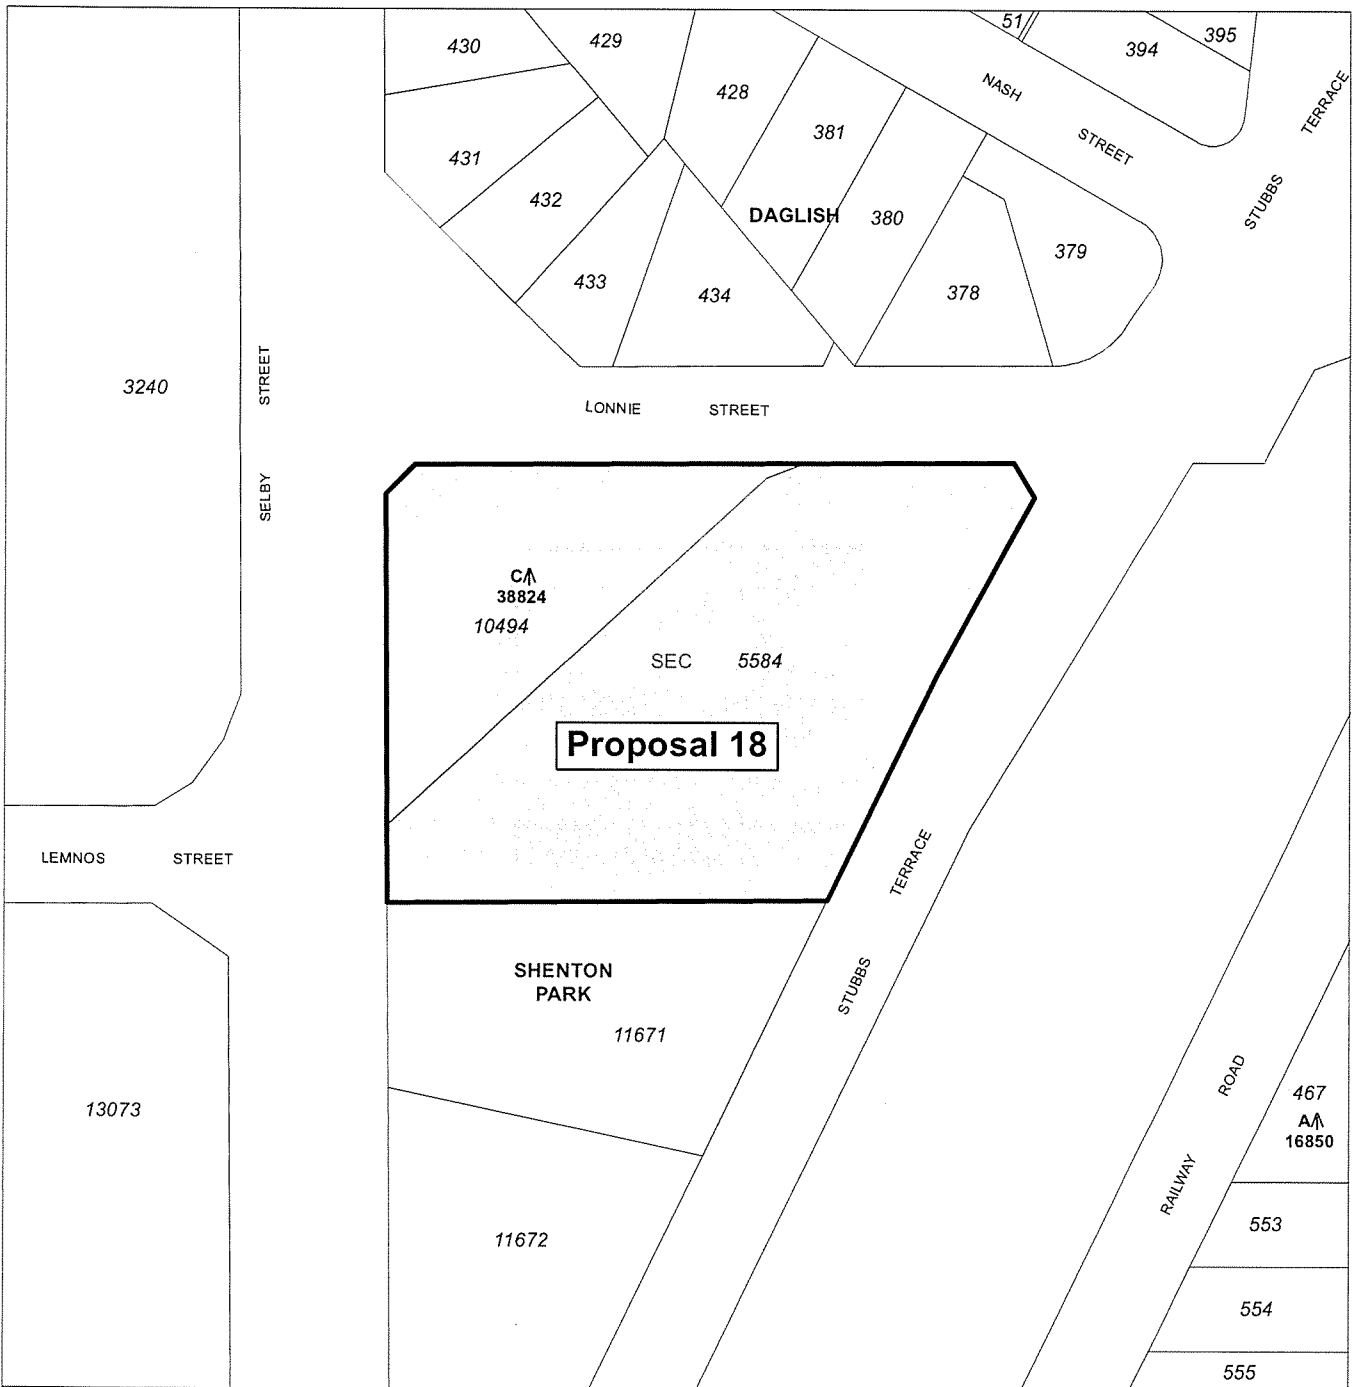 430
429
51
394
395
428
NASH
STREET
TERRACE
STUBBS
381
431
432
DAGLISH
380
379
433
434
378
3240
STREET
SELBY
LONNIE STREET
C
38824
10494
SEC 5584
Proposal 18
LEMNOS STREET
TERRACE
STUBBS
SHENTON
PARK
11671
13073
ROAD
RAILWAY
467
A
16850
11672
553
554
555